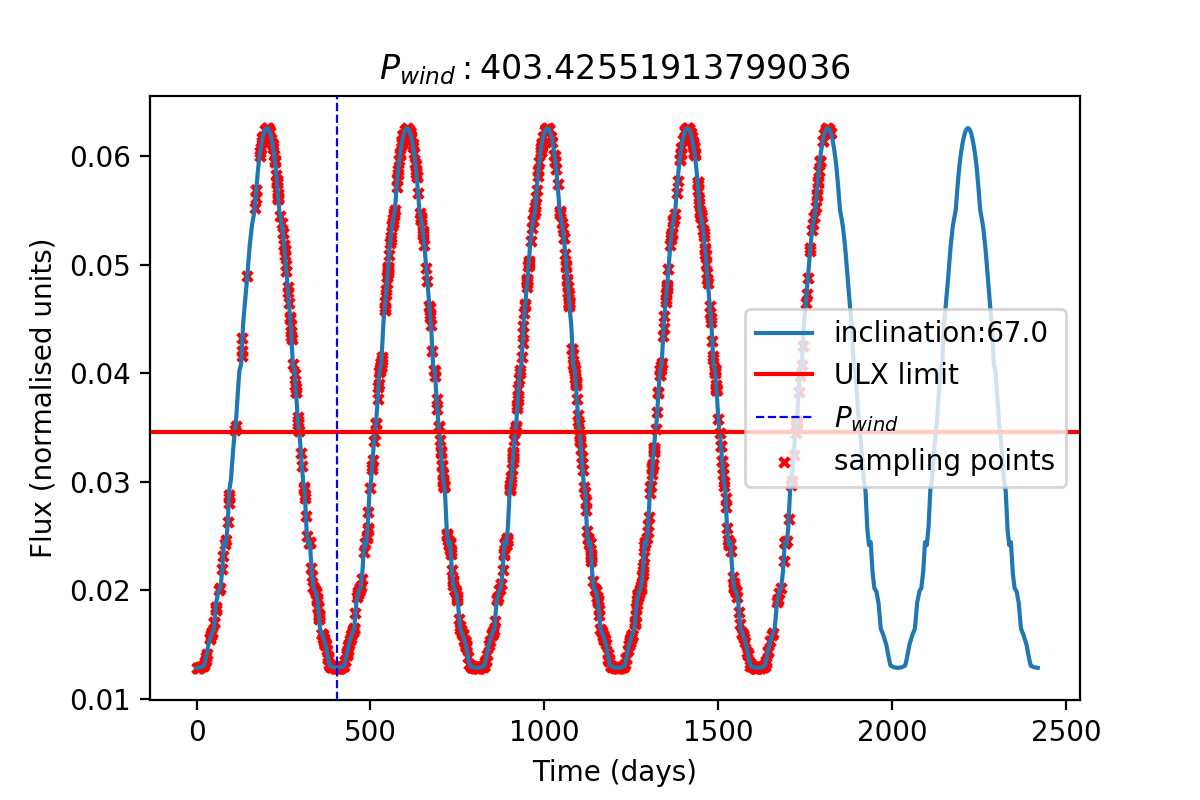 P_wind : 403.42551913799036
Flux (normalised units)
0.06
0.05
0.04
0.03
0.02
0.01
inclination:67.0
ULX limit
P_wind
sampling points
0 500 1000 1500 2000 2500
Time (days)